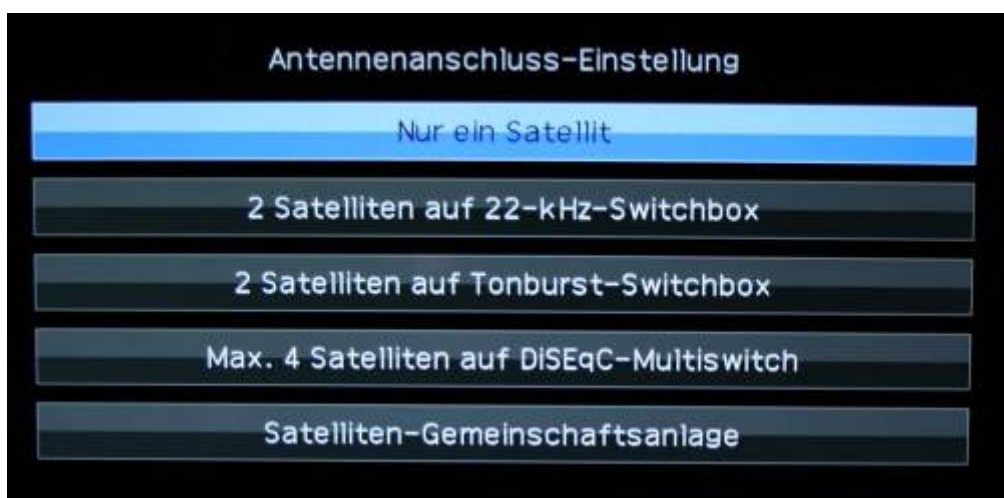 Antennenanschluss-Einstellung
Nur ein Satellit
2 Satelliten auf 22-kHz-Switchbox
2 Satelliten auf Tonburst-Switchbox
Max. 4 Satelliten auf DiSEqC-Multiswitch
Satelliten-Gemeinschaftsanlage